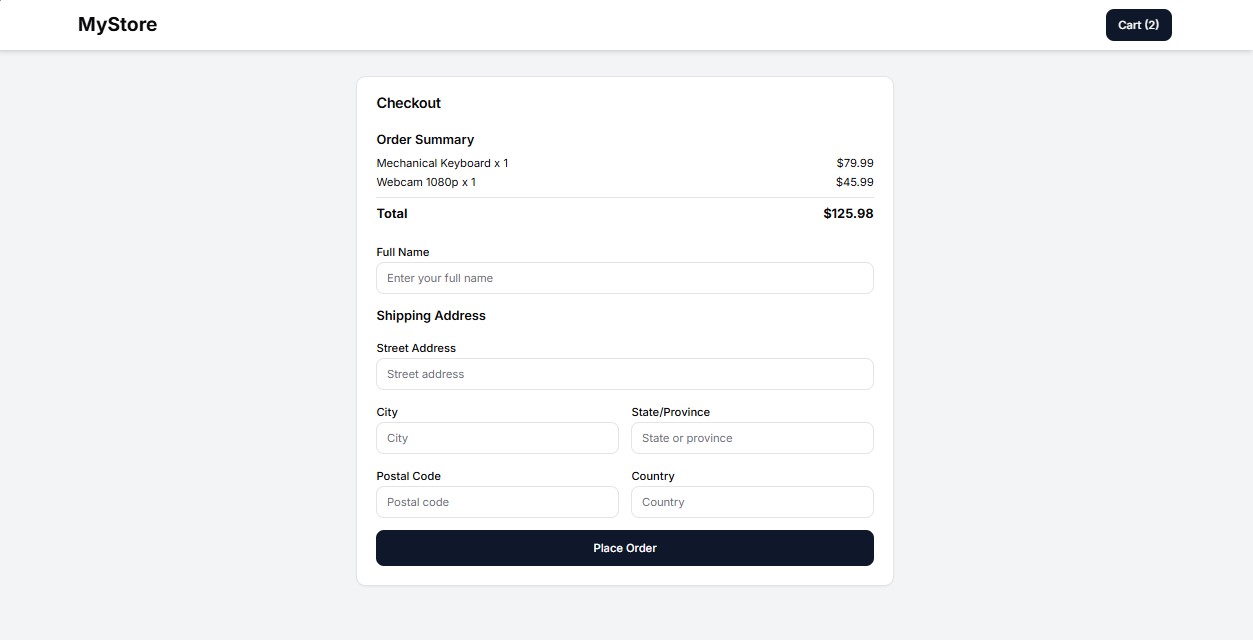 MyStore
Cart (2)
Checkout
Order Summary
Mechanical Keyboard x 1 $79.99
Webcam 1080p x 1 $45.99
Total $125.98
Full Name
Enter your full name
Shipping Address
Street Address
Street address
City State/Province
City State or province
Postal Code Country
Postal code Country
Place Order